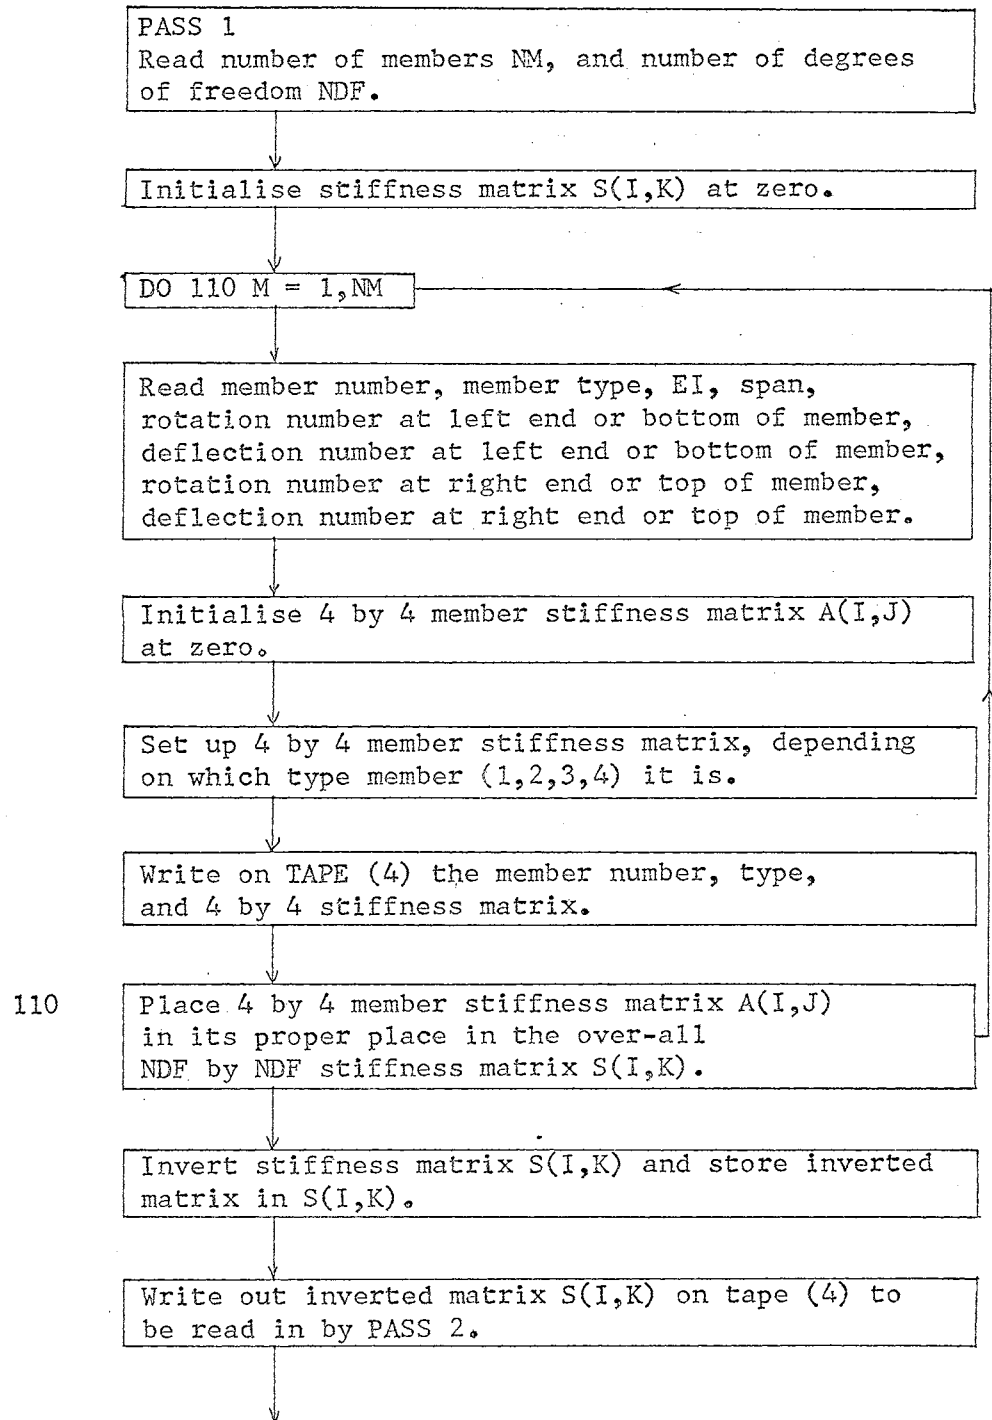 PASS 1
Read number of members NM, and number of degrees
of freedom NDF.
Initialise stiffness matrix S(I,K) at zero.
DO 110 M = 1,NM
Read member number, member type, EI, span,
rotation number at left end or bottom of member,
deflection number at left end or bottom of member,
rotation number at right end or top of member,
deflection number at right end or top of member.
Initialise 4 by 4 member stiffness matrix A(I,J)
at zero.
Set up 4 by 4 member stiffness matrix, depending
on which type member (1,2,3,4) it is.
Write on TAPE (4) the member number, type,
and 4 by 4 stiffness matrix.
110
Place 4 by 4 member stiffness matrix A(I,J)
in its proper place in the over-all
NDF by NDF stiffness matrix S(I,K).
Invert stiffness matrix S(I,K) and store inverted
matrix in S(I,K).
Write out inverted matrix S(I,K) on tape (4) to
be read in by PASS 2.